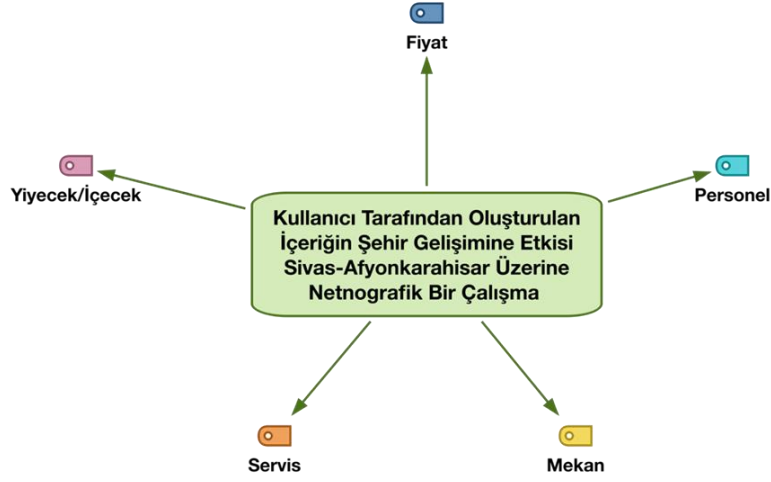 Fiyat
Yiyecek/İçecek
Personel
Kullanıcı Tarafından Oluşturulan
İçeriğin Şehir Gelişimine Etkisi
Sivas-Afyonkarahisar Üzerine
Netnografik Bir Çalışma
Servis
Mekan